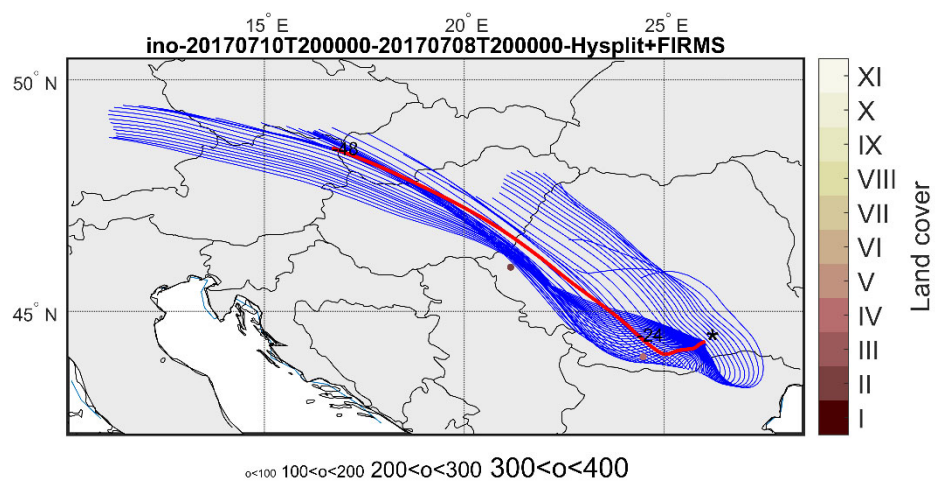 15° E 20° E 25° E
ino-20170710T200000-20170708T200000-Hysplit+FIRMS
50° N
45° N
-48
-24
*
XI
X
IX
VIII
VII
VI
V
IV
III
II
I
Land cover
o<100 100<o<200 200<o<300 300<o<400